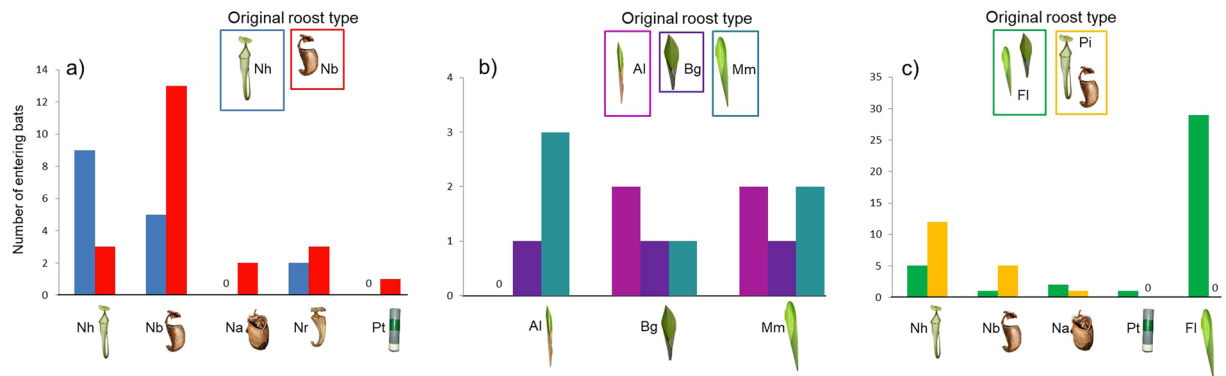 Original roost type
Nh
Nb
a)
Number of entering bats
14
12
10
8
6
4
2
0
0
0
Nh
Nb
Na
Nr
Pt
Original roost type
Al
Bg
Mm
b)
4
3
2
1
0
0
Al
Bg
Mm
Original roost type
Fl
Pi
c)
35
30
25
20
15
10
5
0
0
0
Nh
Nb
Na
Pt
Fl